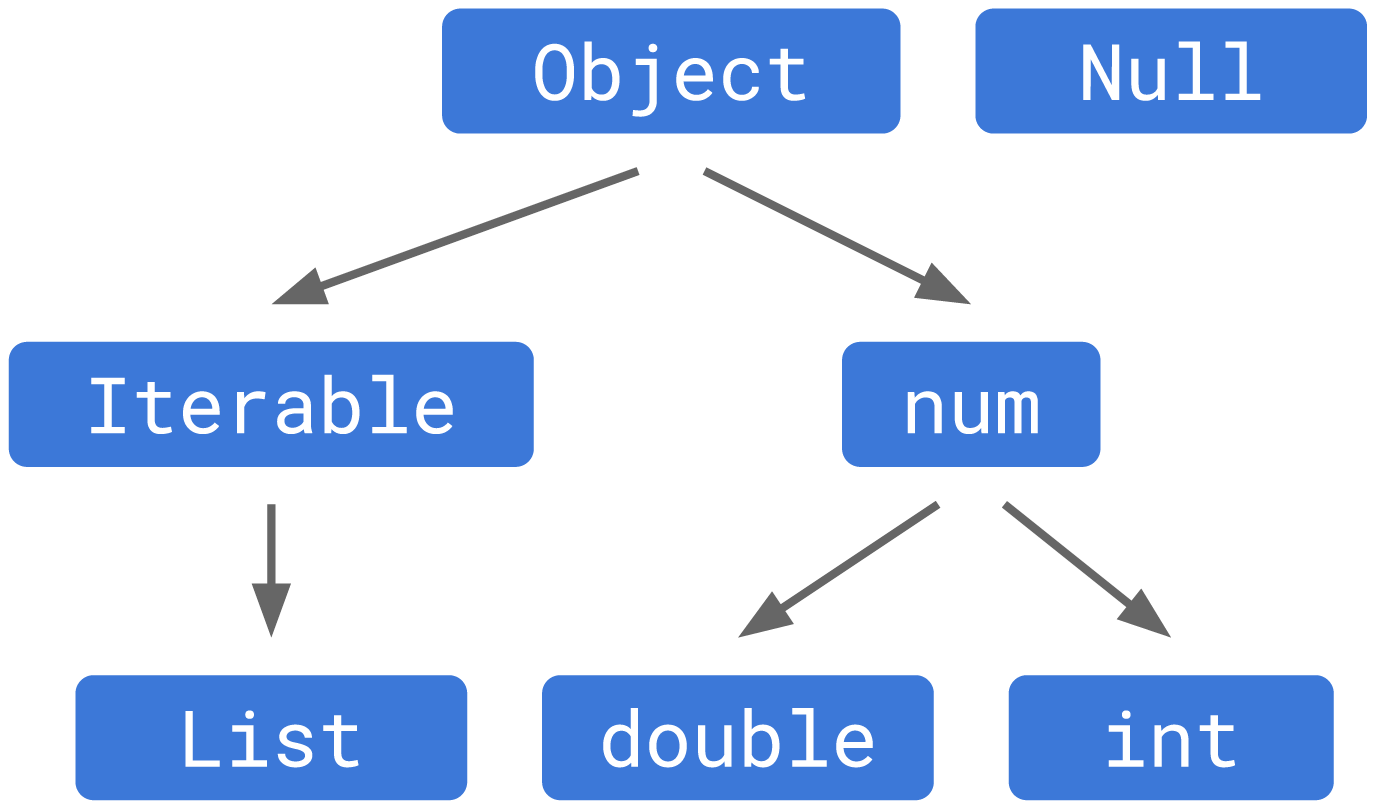 Object
Null
Iterable
num
List
double
int